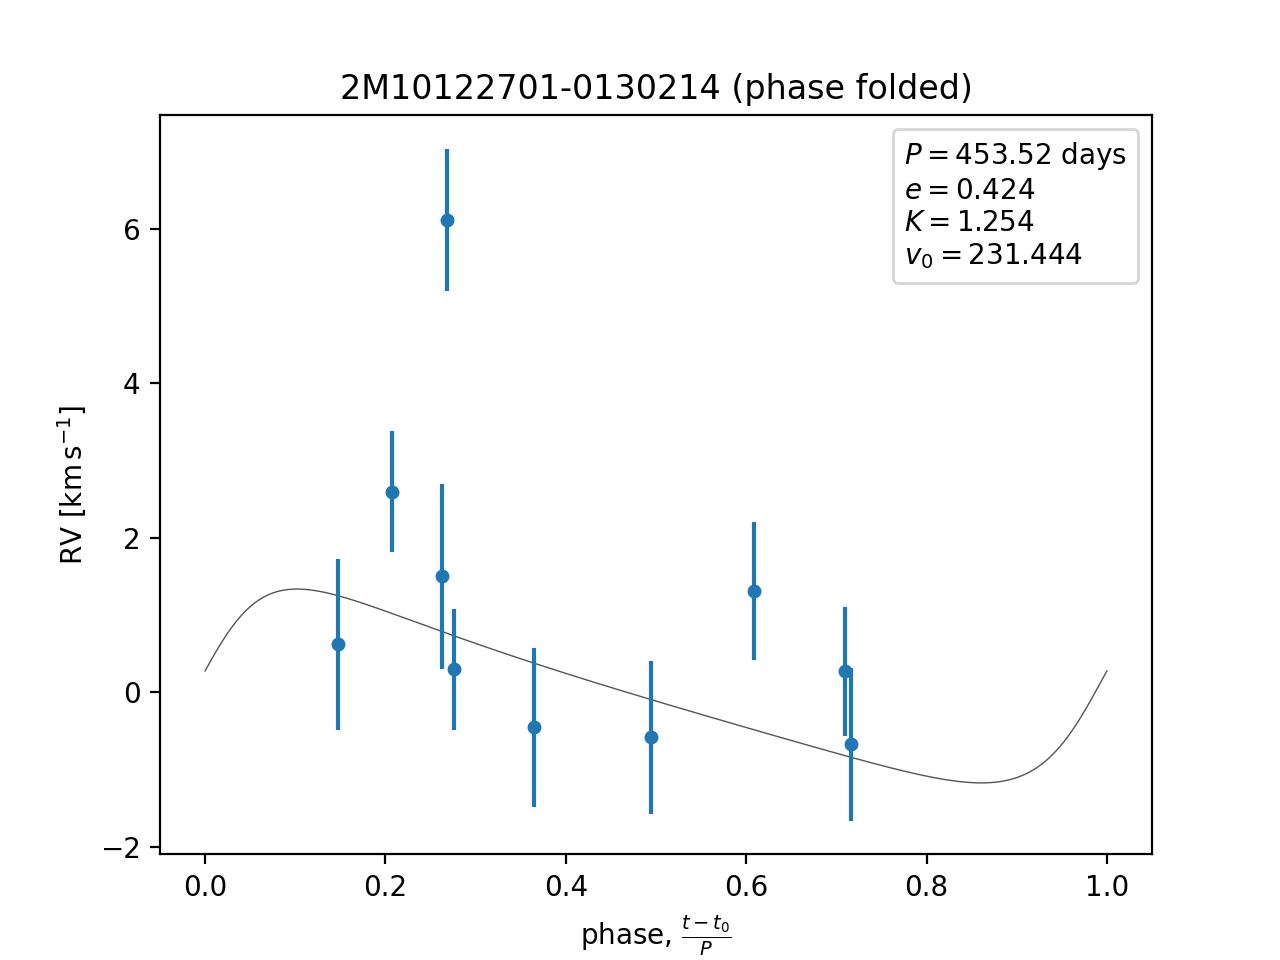 2M10122701-0130214 (phase folded)
P = 453.52 days
e = 0.424
K = 1.254
v₀ = 231.444
6
4
2
0
−2
RV [km s⁻¹]
0.0 0.2 0.4 0.6 0.8 1.0
phase, (t − t₀)/P